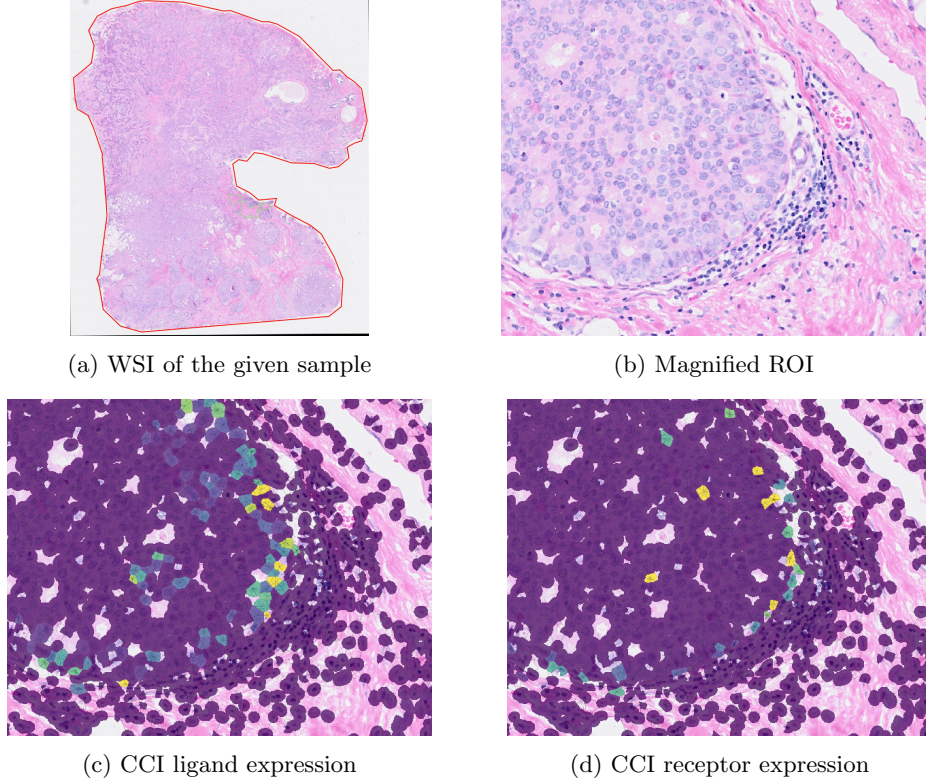 (a) WSI of the given sample
(b) Magnified ROI
(c) CCI ligand expression
(d) CCI receptor expression